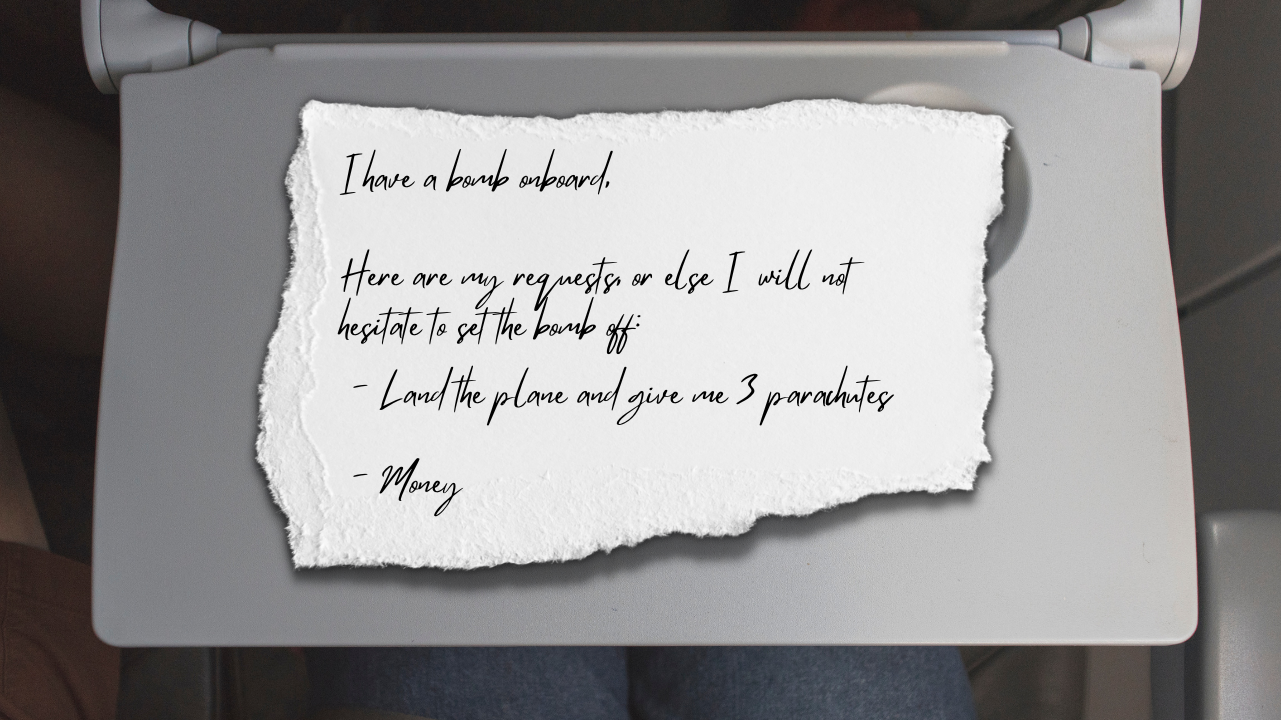 I have a bomb onboard,
Here are my requests, or else I will not
hesitate to set the bomb off:
- Land the plane and give me 3 parachutes
- Money